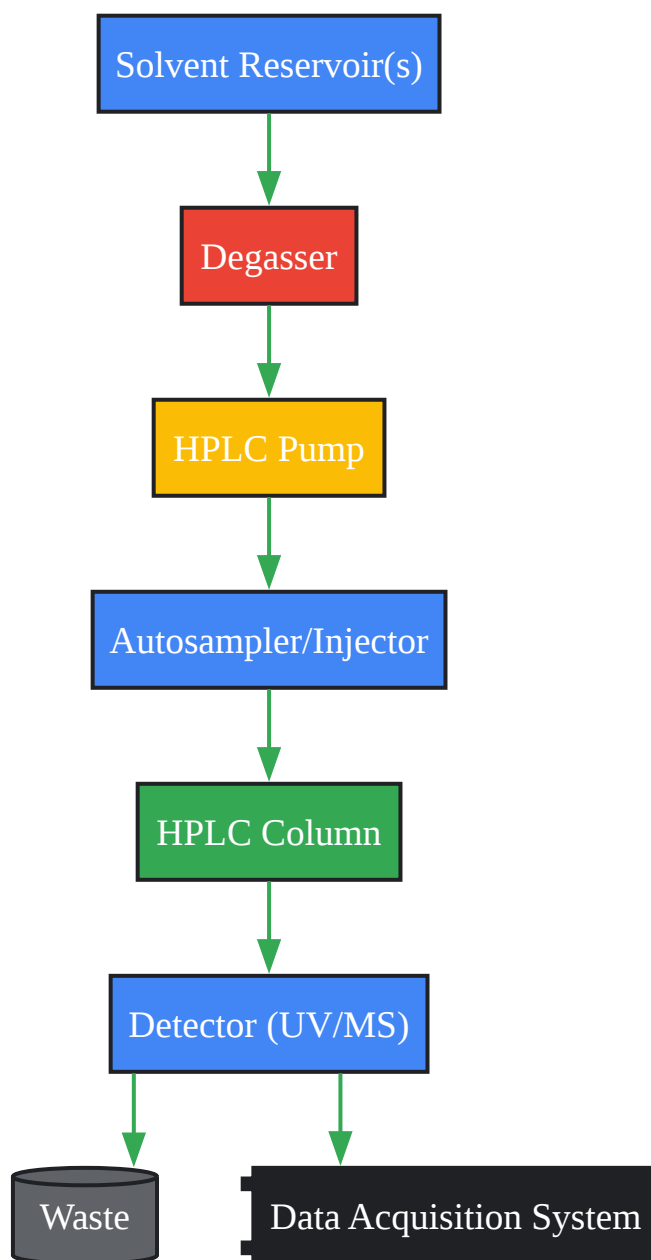 Solvent Reservoir(s)
Degasser
HPLC Pump
Autosampler/Injector
HPLC Column
Detector (UV/MS)
Waste
Data Acquisition System